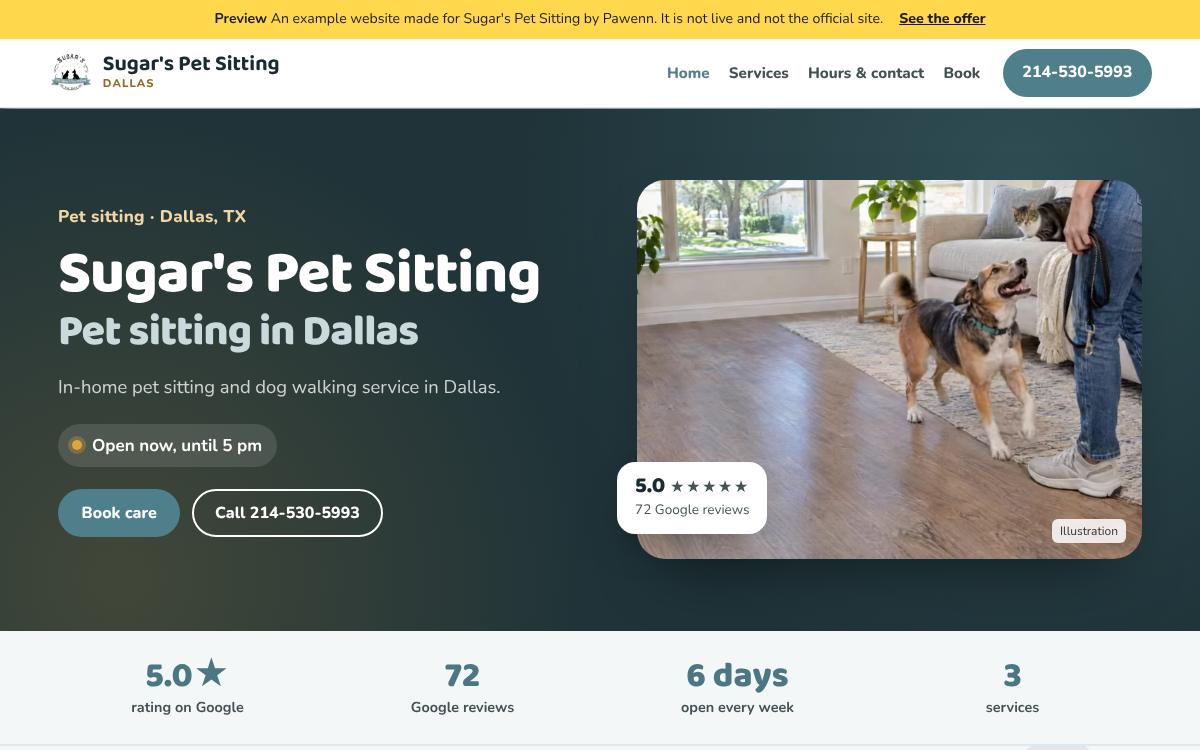 Preview An example website made for Sugar's Pet Sitting by Pawenn. It is not live and not the official site. See the offer
SUGAR'S
Sugar's Pet Sitting
DALLAS
Home Services Hours & contact Book 214-530-5993
Pet sitting · Dallas, TX
Sugar's Pet Sitting
Pet sitting in Dallas
In-home pet sitting and dog walking service in Dallas.
Open now, until 5 pm
Book care Call 214-530-5993
5.0 ★★★★★
72 Google reviews
Illustration
5.0★ 72 6 days 3
rating on Google Google reviews open every week services